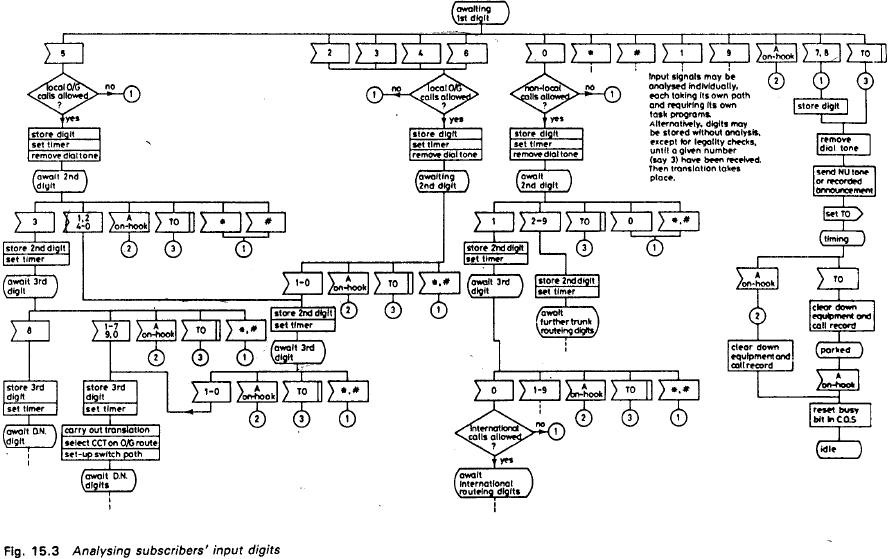 awaiting
1st digit
5
2
3
4
6
0
*
#
1
9
A
on-hook
7,8
TO
local O/G
calls allowed
?
no
1
yes
local O/G
calls allowed
?
no
1
yes
non-local
calls allowed
?
no
1
yes
Input signals may be
analysed individually,
each taking its own path
and requiring its own
task programs.
Alternatively, digits may
be stored without analysis,
except for legality checks,
until a given number
(say 3) have been received.
Then translation takes
place.
2
1
3
store digit
remove
dial tone
send NU tone
or recorded
announcement
set TO
timing
store digit
set timer
remove dial tone
await 2nd
digit
store digit
set timer
remove dialtone
awaiting
2nd digit
store digit
set timer
remove dialtone
await
2nd digit
3
1,2
4-0
A
on-hook
TO
*
#
2
3
1
1
2-9
TO
0
*,#
3
1
store 2nd digit
set timer
await 3rd
digit
1-0
A
on-hook
TO
*,#
2
3
1
store 2nd digit
set timer
await 3rd
digit
store 2nd digit
set timer
await 3rd
digit
store 2nd digit
set timer
await
further trunk
routeing digits
A
on-hook
TO
2
clear down
equipment and
call record
clear down
equipment and
call record
parked
A
on-hook
reset busy
bit in C.O.S
idle
8
1-7
9,0
A
on-hook
TO
*,#
2
3
1
1-0
A
on-hook
TO
*,#
2
3
1
0
1-9
A
on-hook
TO
*,#
2
3
1
store 3rd
digit
set timer
await D.N.
digit
store 3rd
digit
set timer
carry out translation
select CCT on O/G route
set-up switch path
await D.N.
digits
International
calls allowed
?
no
1
yes
await
international
routeing digits
Fig. 15.3 Analysing subscribers' input digits